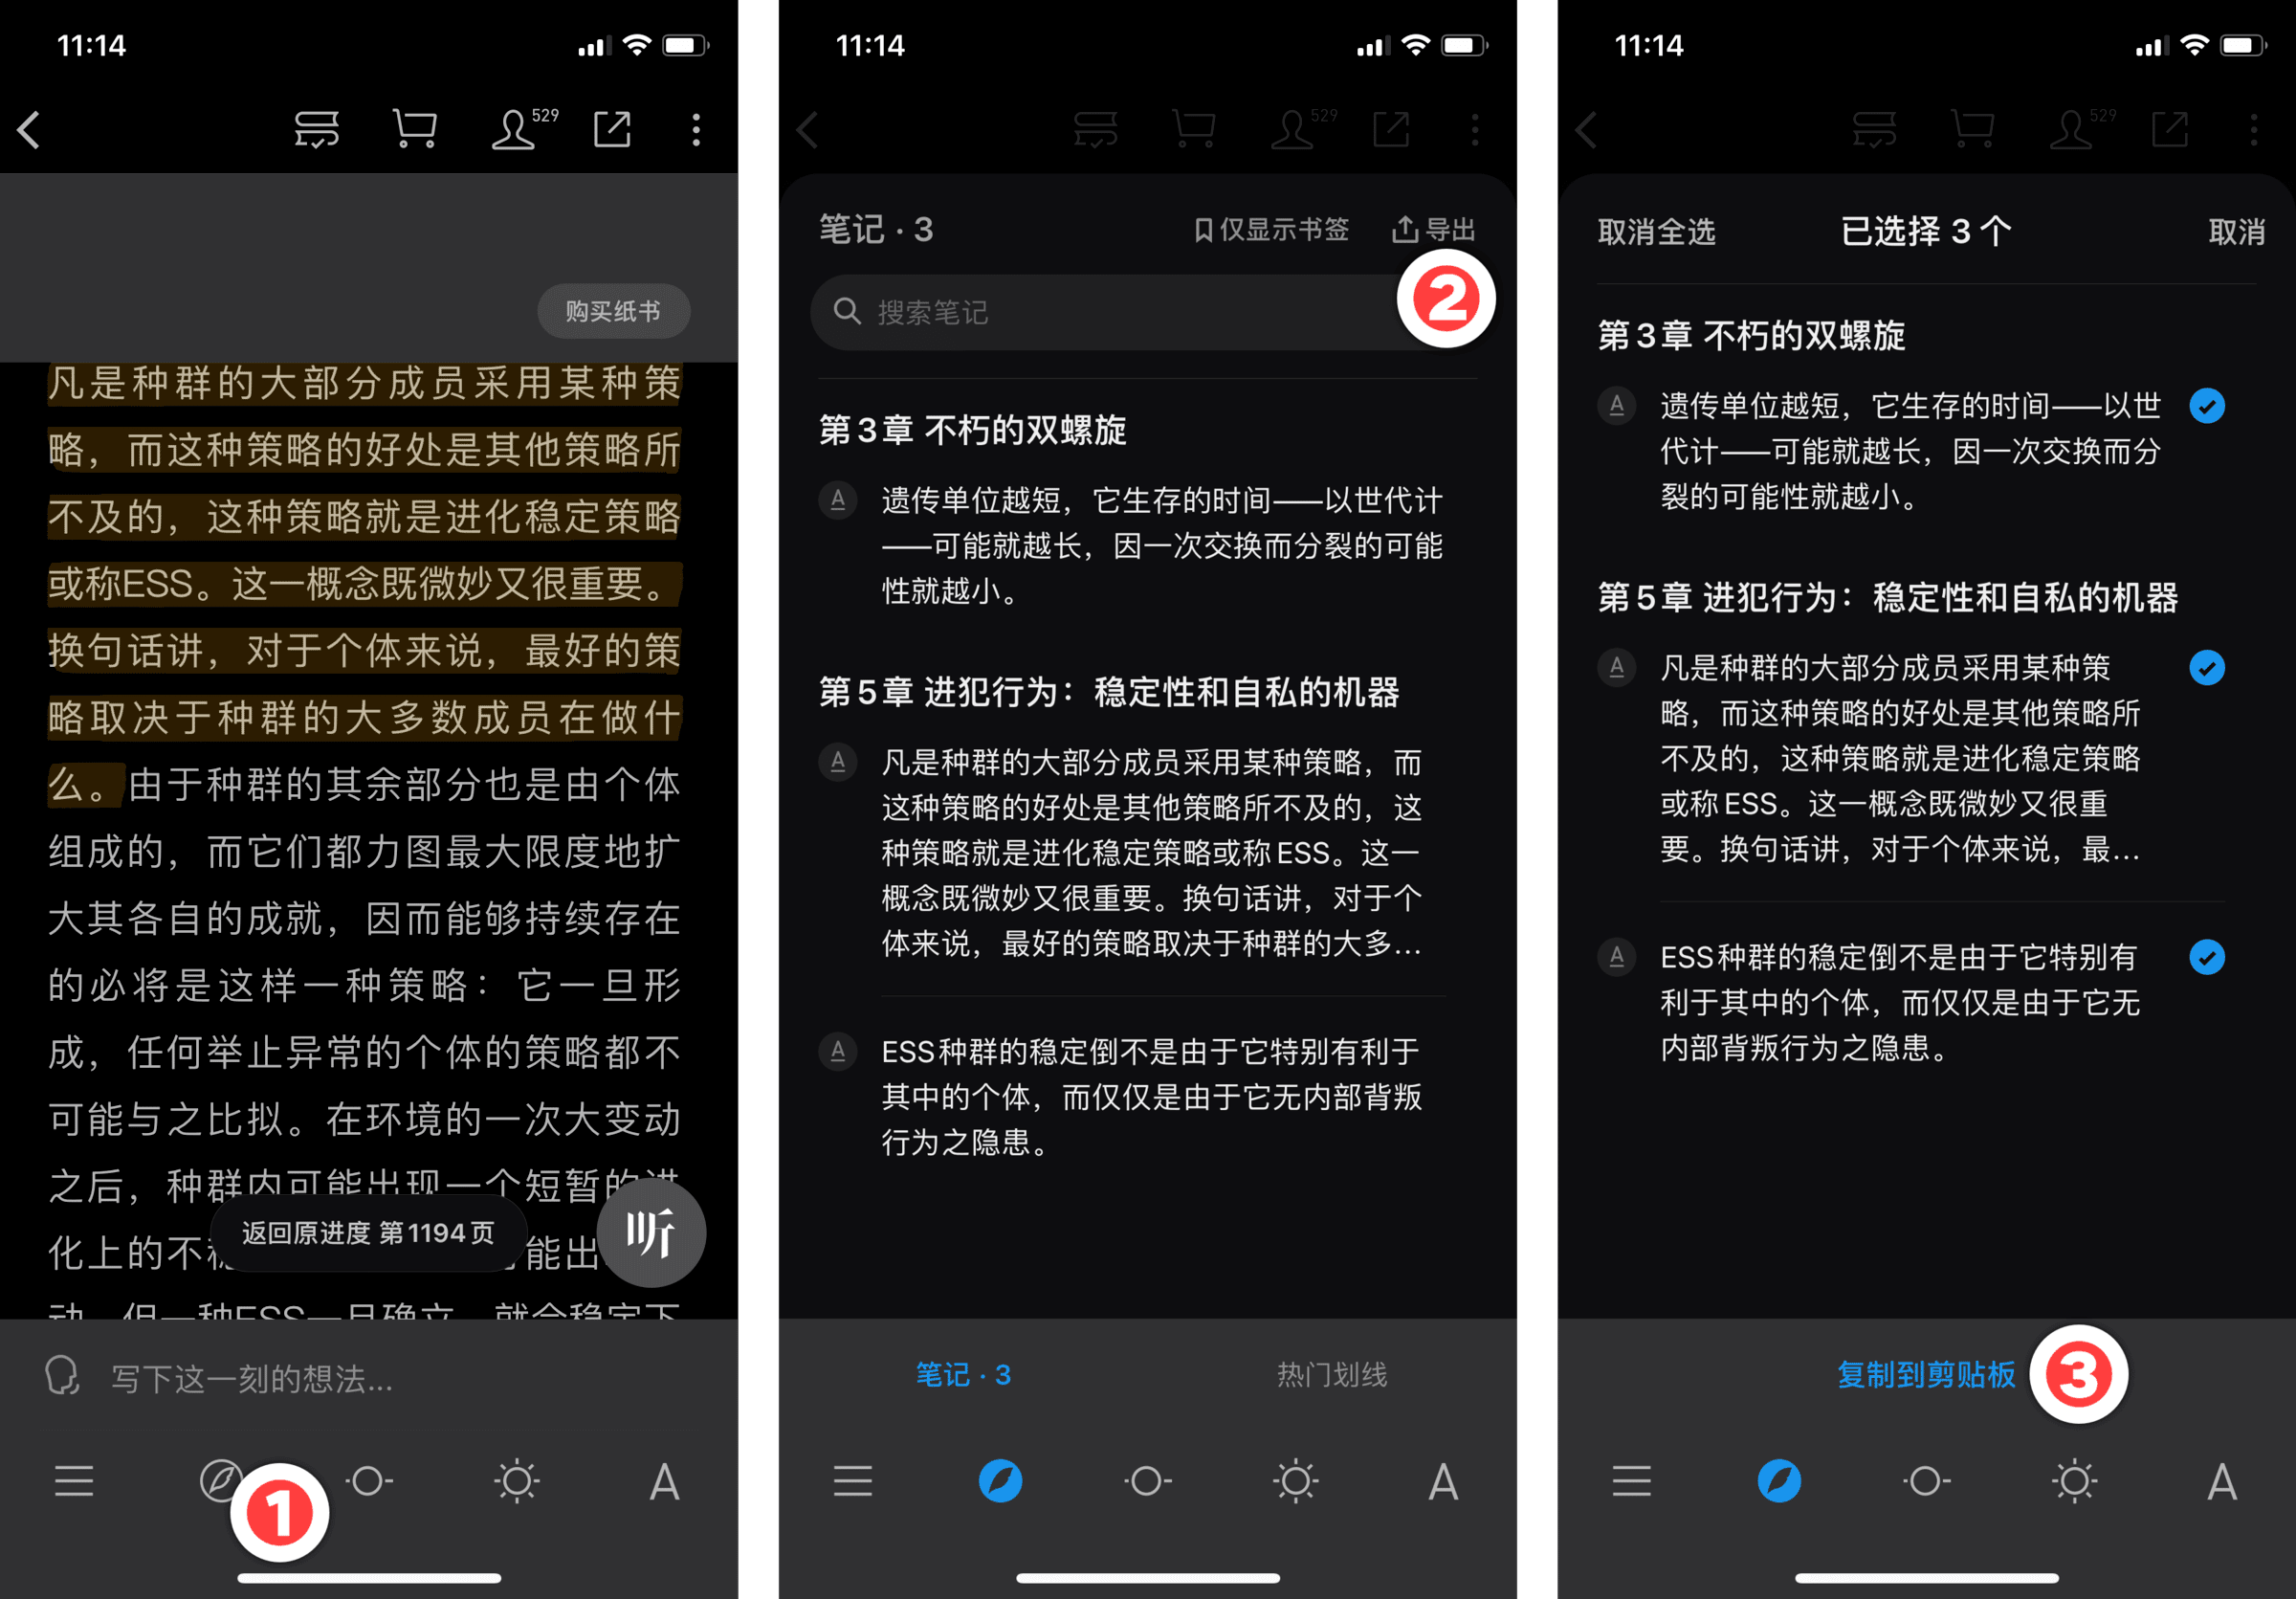 11:14
529
购买纸书
凡是种群的大部分成员采用某种策
略，而这种策略的好处是其他策略所
不及的，这种策略就是进化稳定策略
或称ESS。这一概念既微妙又很重要。
换句话讲，对于个体来说，最好的策
略取决于种群的大多数成员在做什
么。由于种群的其余部分也是由个体
组成的，而它们都力图最大限度地扩
大其各自的成就，因而能够持续存在
的必将是这样一种策略：它一旦形
成，任何举止异常的个体的策略都不
可能与之比拟。在环境的一次大变动
之后，种群内可能出现一个短暂的进
化上的不稳
能出
返回原进度 第1194页
听
动。但一种ESS一旦确立，就会稳定下
写下这一刻的想法...
A
1
11:14
529
笔记 · 3
仅显示书签
导出
2
搜索笔记
第3章 不朽的双螺旋
A
遗传单位越短，它生存的时间——以世代计
——可能就越长，因一次交换而分裂的可能
性就越小。
第5章 进犯行为：稳定性和自私的机器
A
凡是种群的大部分成员采用某种策略，而
这种策略的好处是其他策略所不及的，这
种策略就是进化稳定策略或称ESS。这一
概念既微妙又很重要。换句话讲，对于个
体来说，最好的策略取决于种群的大多...
A
ESS种群的稳定倒不是由于它特别有利于
其中的个体，而仅仅是由于它无内部背叛
行为之隐患。
笔记 · 3
热门划线
A
11:14
529
取消全选
已选择 3 个
取消
第3章 不朽的双螺旋
A
遗传单位越短，它生存的时间——以世
代计——可能就越长，因一次交换而分
裂的可能性就越小。
第5章 进犯行为：稳定性和自私的机器
A
凡是种群的大部分成员采用某种策
略，而这种策略的好处是其他策略所
不及的，这种策略就是进化稳定策略
或称ESS。这一概念既微妙又很重
要。换句话讲，对于个体来说，最...
A
ESS种群的稳定倒不是由于它特别有
利于其中的个体，而仅仅是由于它无
内部背叛行为之隐患。
复制到剪贴板
3
A